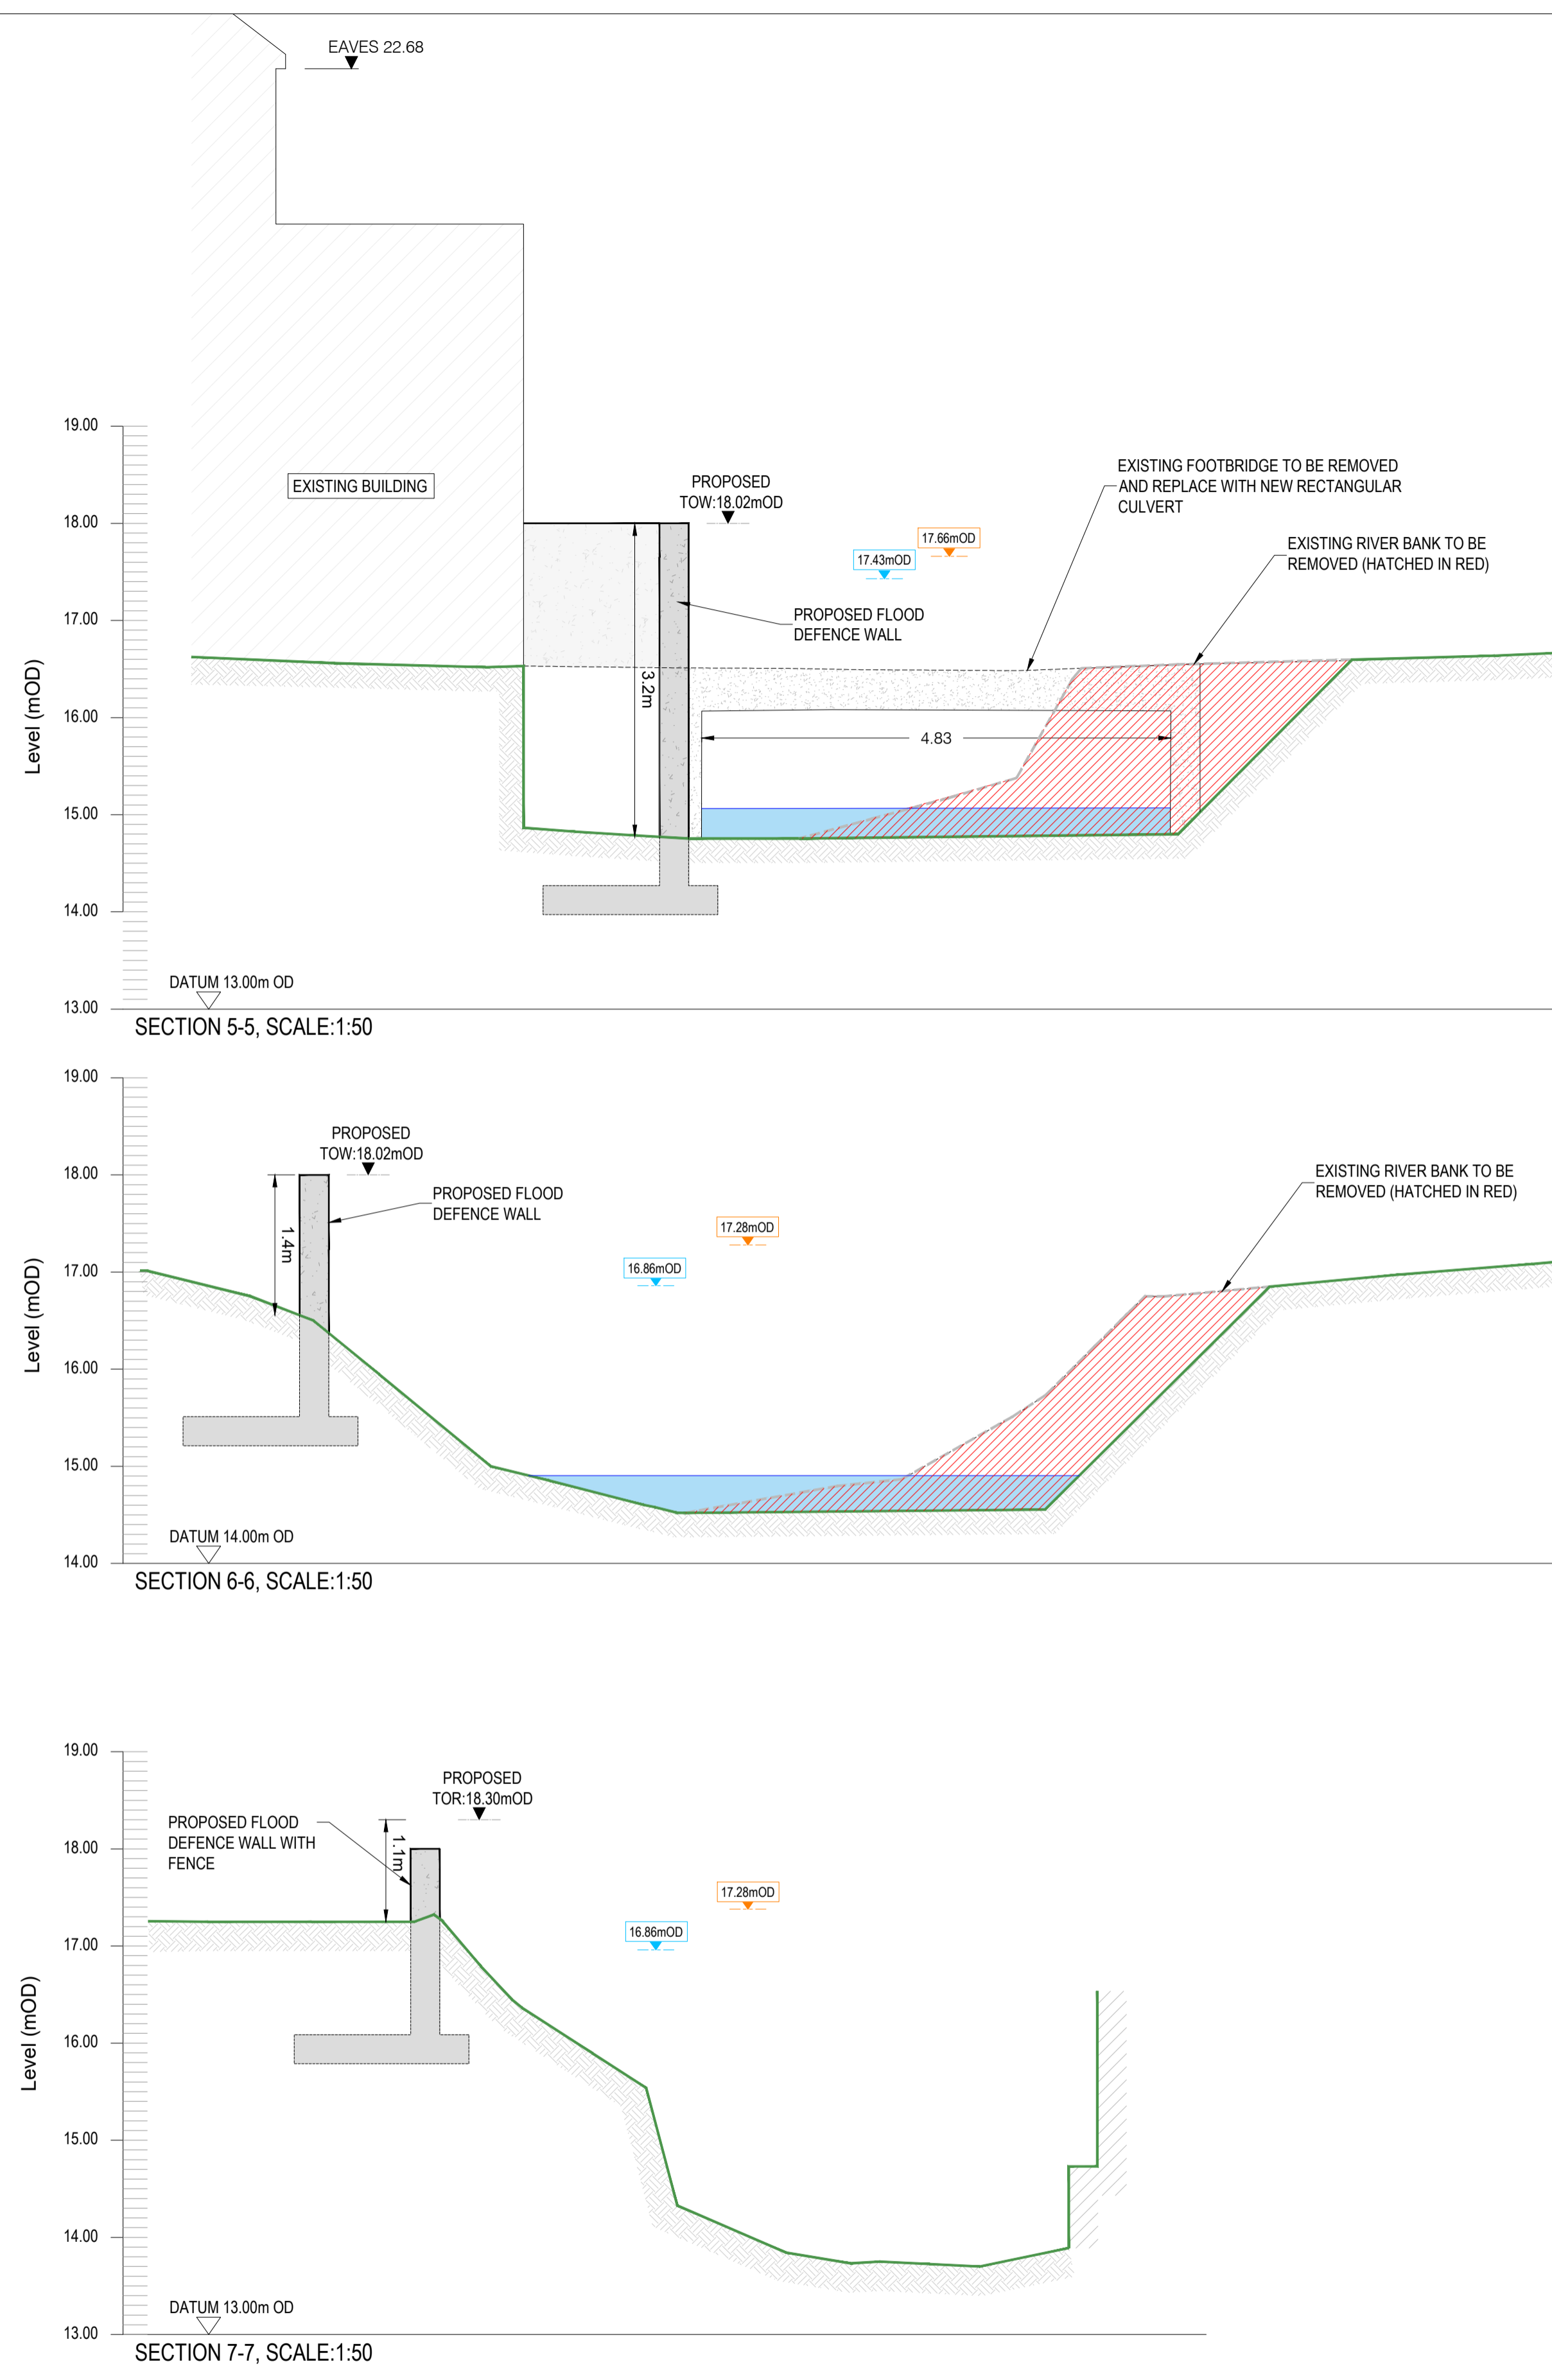 EAVES 22.68
19.00
EXISTING BUILDING
PROPOSED
TOW:18.02mOD
EXISTING FOOTBRIDGE TO BE REMOVED
AND REPLACE WITH NEW RECTANGULAR
CULVERT
18.00
17.66mOD
17.43mOD
EXISTING RIVER BANK TO BE
REMOVED (HATCHED IN RED)
PROPOSED FLOOD
DEFENCE WALL
17.00
Level (mOD)
3.2m
16.00
4.83
15.00
14.00
DATUM 13.00m OD
13.00
SECTION 5-5, SCALE:1:50
19.00
PROPOSED
TOW:18.02mOD
18.00
PROPOSED FLOOD
DEFENCE WALL
EXISTING RIVER BANK TO BE
REMOVED (HATCHED IN RED)
1.4m
17.28mOD
16.86mOD
17.00
Level (mOD)
16.00
15.00
DATUM 14.00m OD
14.00
SECTION 6-6, SCALE:1:50
19.00
PROPOSED
TOR:18.30mOD
PROPOSED FLOOD
DEFENCE WALL WITH
FENCE
1.1m
18.00
17.28mOD
16.86mOD
17.00
Level (mOD)
16.00
15.00
14.00
DATUM 13.00m OD
13.00
SECTION 7-7, SCALE:1:50